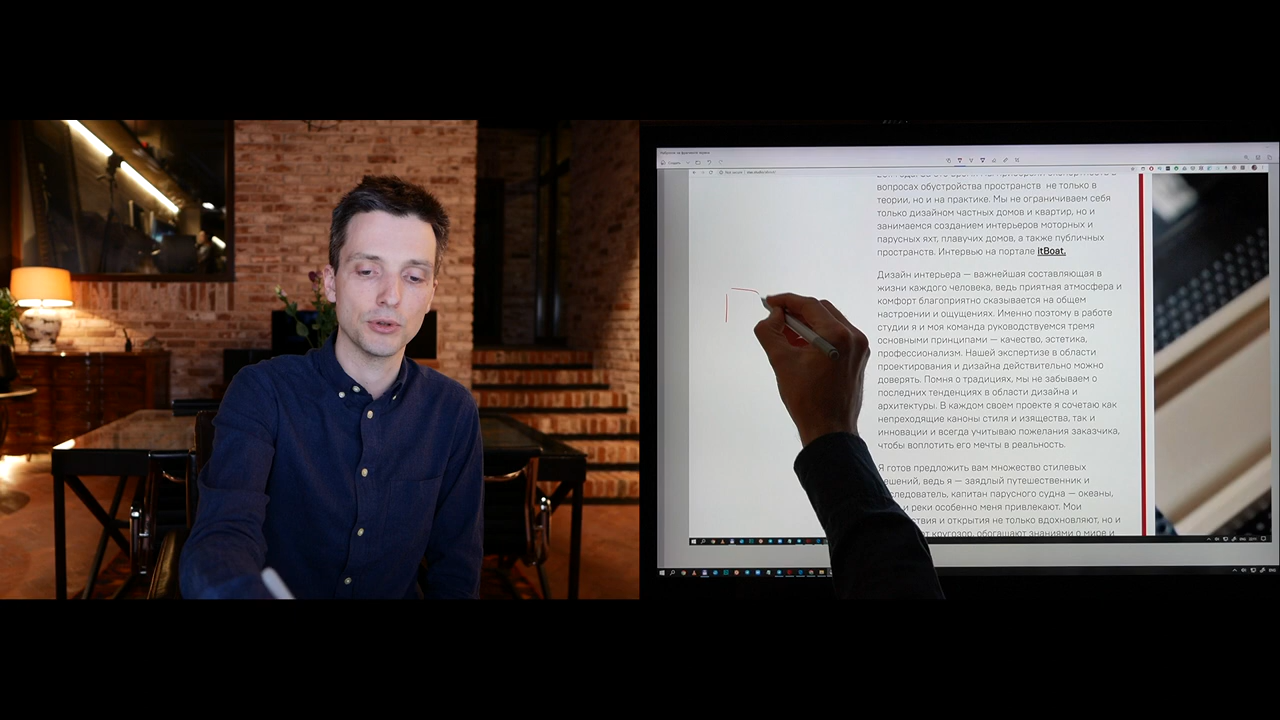 вопросах обустройства пространств не только в
теории, но и на практике. Мы не ограничиваем себя
только дизайном частных домов и квартир, но и
занимаемся созданием интерьеров моторных и
парусных яхт, плавучих домов, а также публичных
пространств. Интервью на портале itBoat.
Дизайн интерьера — важнейшая составляющая в
жизни каждого человека, ведь приятная атмосфера и
комфорт благоприятно сказывается на общем
настроении и ощущениях. Именно поэтому в работе
студии я и моя команда руководствуемся тремя
основными принципами — качество, эстетика,
профессионализм. Нашей экспертизе в области
проектирования и дизайна действительно можно
доверять. Помня о традициях, мы не забываем о
последних тенденциях в области дизайна и
архитектуры. В каждом своем проекте я сочетаю как
непреходящие каноны стиля и изящества, так и
инновации и всегда учитываю пожелания заказчика,
чтобы воплотить его мечты в реальность.
Я готов предложить вам множество стилевых
решений, ведь я — заядлый путешественник и
следователь, капитан парусного судна — океаны,
и реки особенно меня привлекают. Мои
ствия и открытия не только вдохновляют, но и
т кругозор, обогащают знаниями о мире и